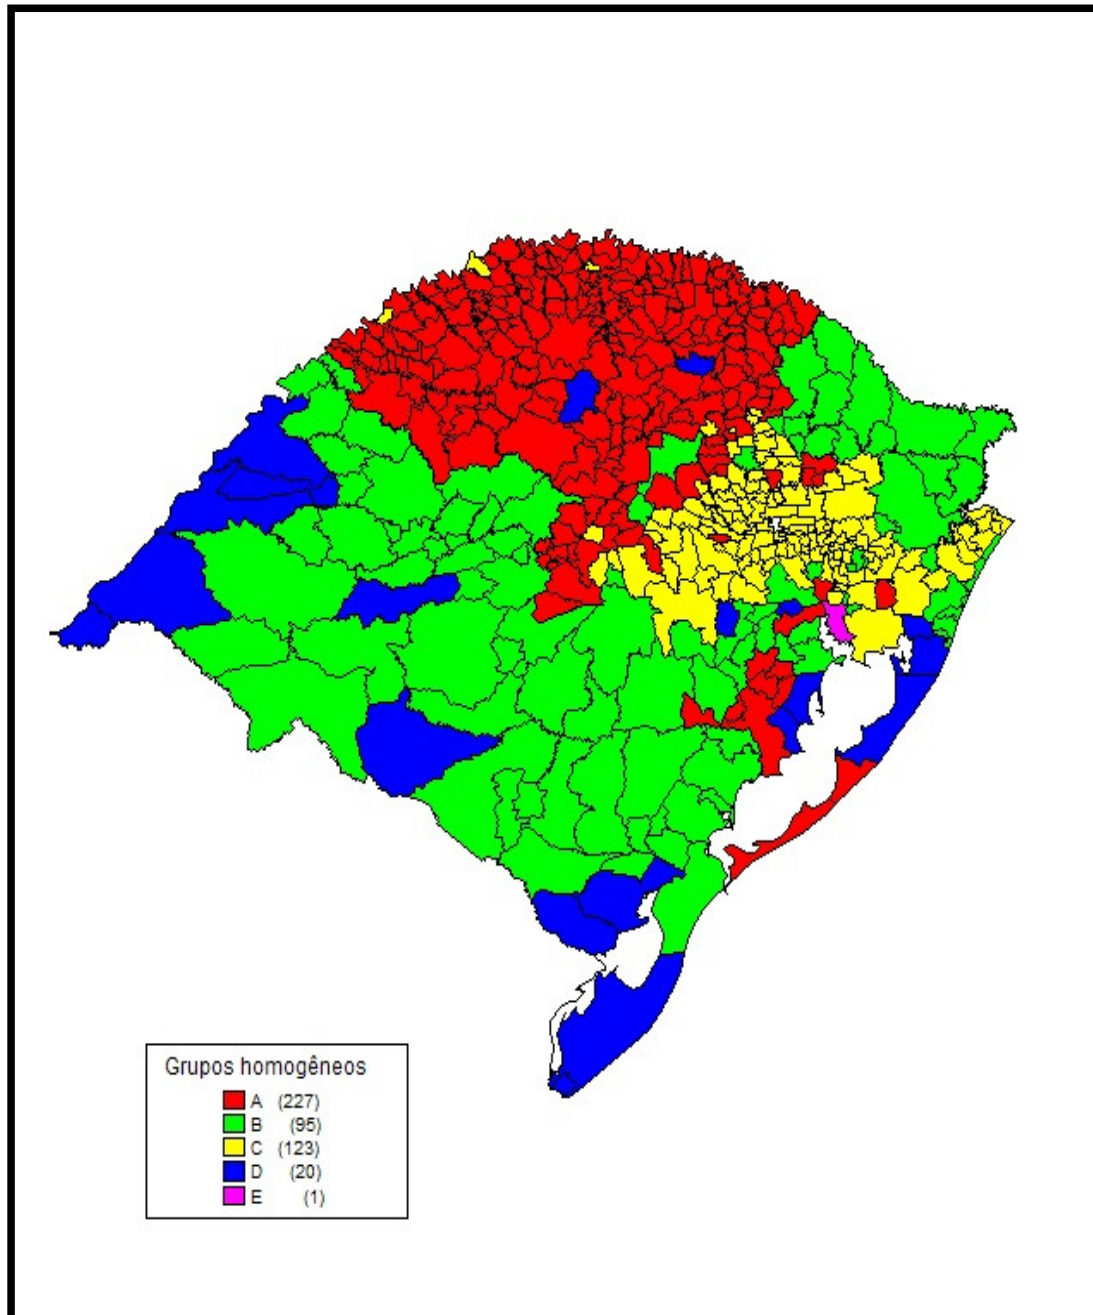 Grupos homogêneos
A (227)
B (95)
C (123)
D (20)
E (1)